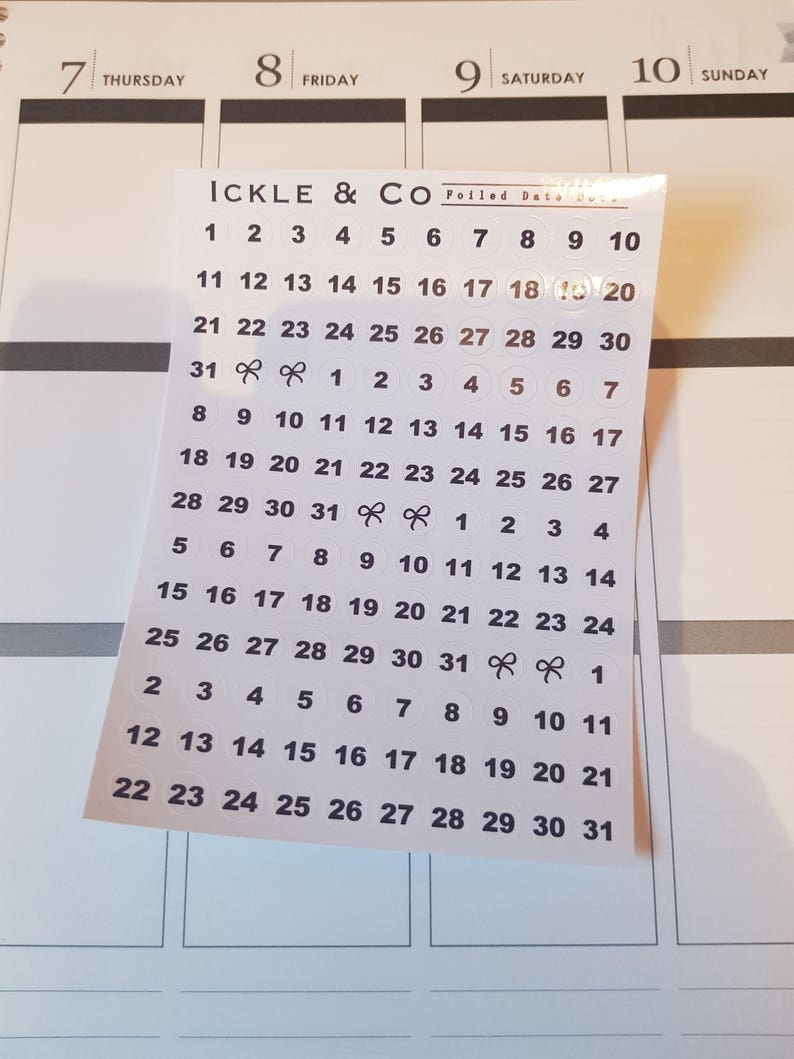 7 THURSDAY 8 FRIDAY 9 SATURDAY 10 SUNDAY
ICKLE & CO Foiled Date
1 2 3 4 5 6 7 8 9 10
11 12 13 14 15 16 17 18 19 20
21 22 23 24 25 26 27 28 29 30
31 1 2 3 4 5 6 7
8 9 10 11 12 13 14 15 16 17
18 19 20 21 22 23 24 25 26 27
28 29 30 31 1 2 3 4
5 6 7 8 9 10 11 12 13 14
15 16 17 18 19 20 21 22 23 24
25 26 27 28 29 30 31 1
2 3 4 5 6 7 8 9 10 11
12 13 14 15 16 17 18 19 20 21
22 23 24 25 26 27 28 29 30 31